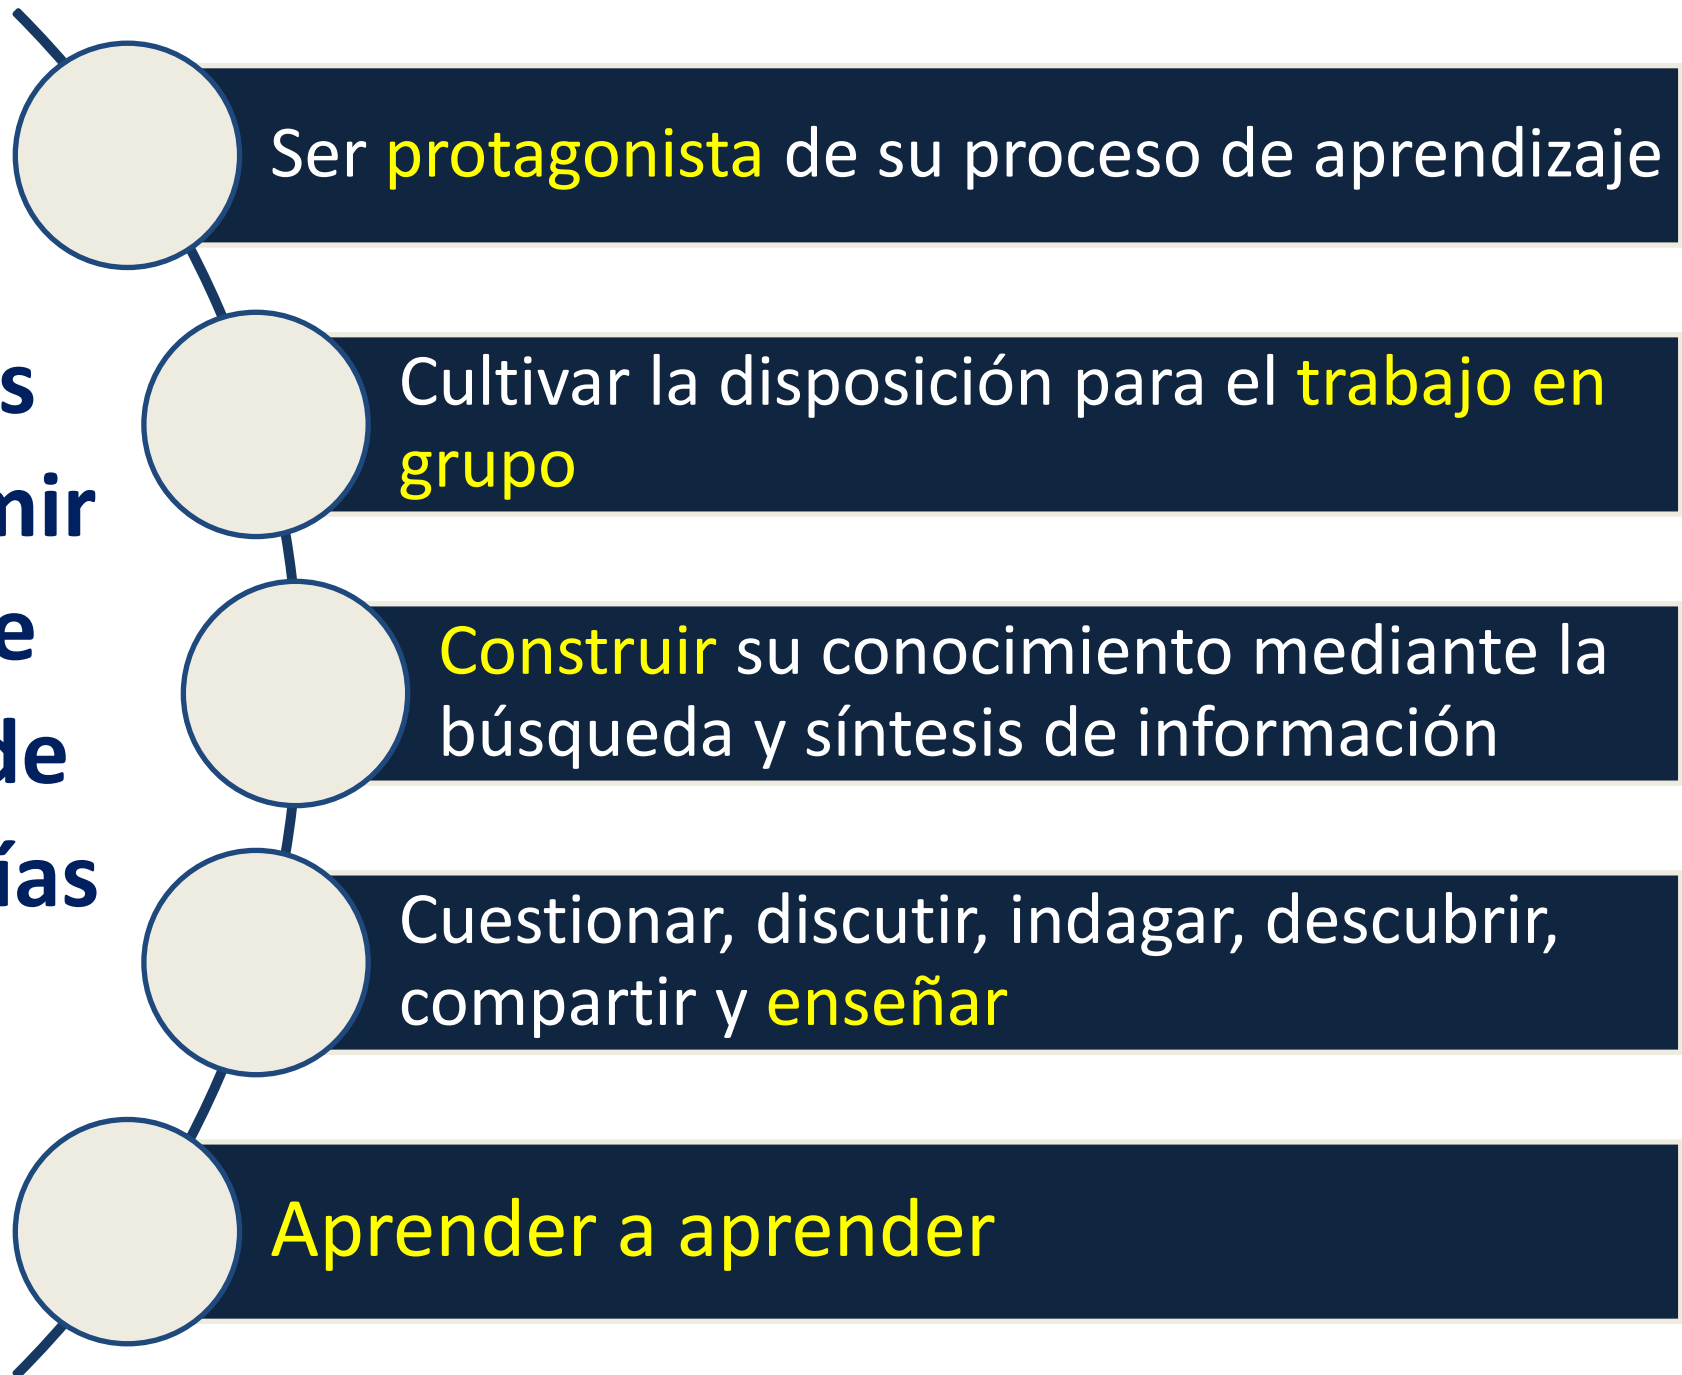 Ser protagonista de su proceso de aprendizaje
Cultivar la disposición para el trabajo en
grupo
Construir su conocimiento mediante la
búsqueda y síntesis de información
Cuestionar, discutir, indagar, descubrir,
compartir y enseñar
Aprender a aprender